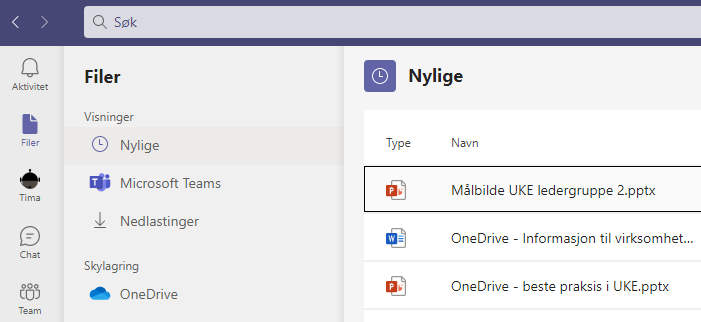 Søk
Aktivitet
Filer
Tima
Chat
Team
Filer
Visninger
Nylige
Microsoft Teams
Nedlastinger
Skylagring
OneDrive
Nylige
Type Navn
Målbilde UKE ledergruppe 2.pptx
OneDrive - Informasjon til virksomhet...
OneDrive - beste praksis i UKE.pptx